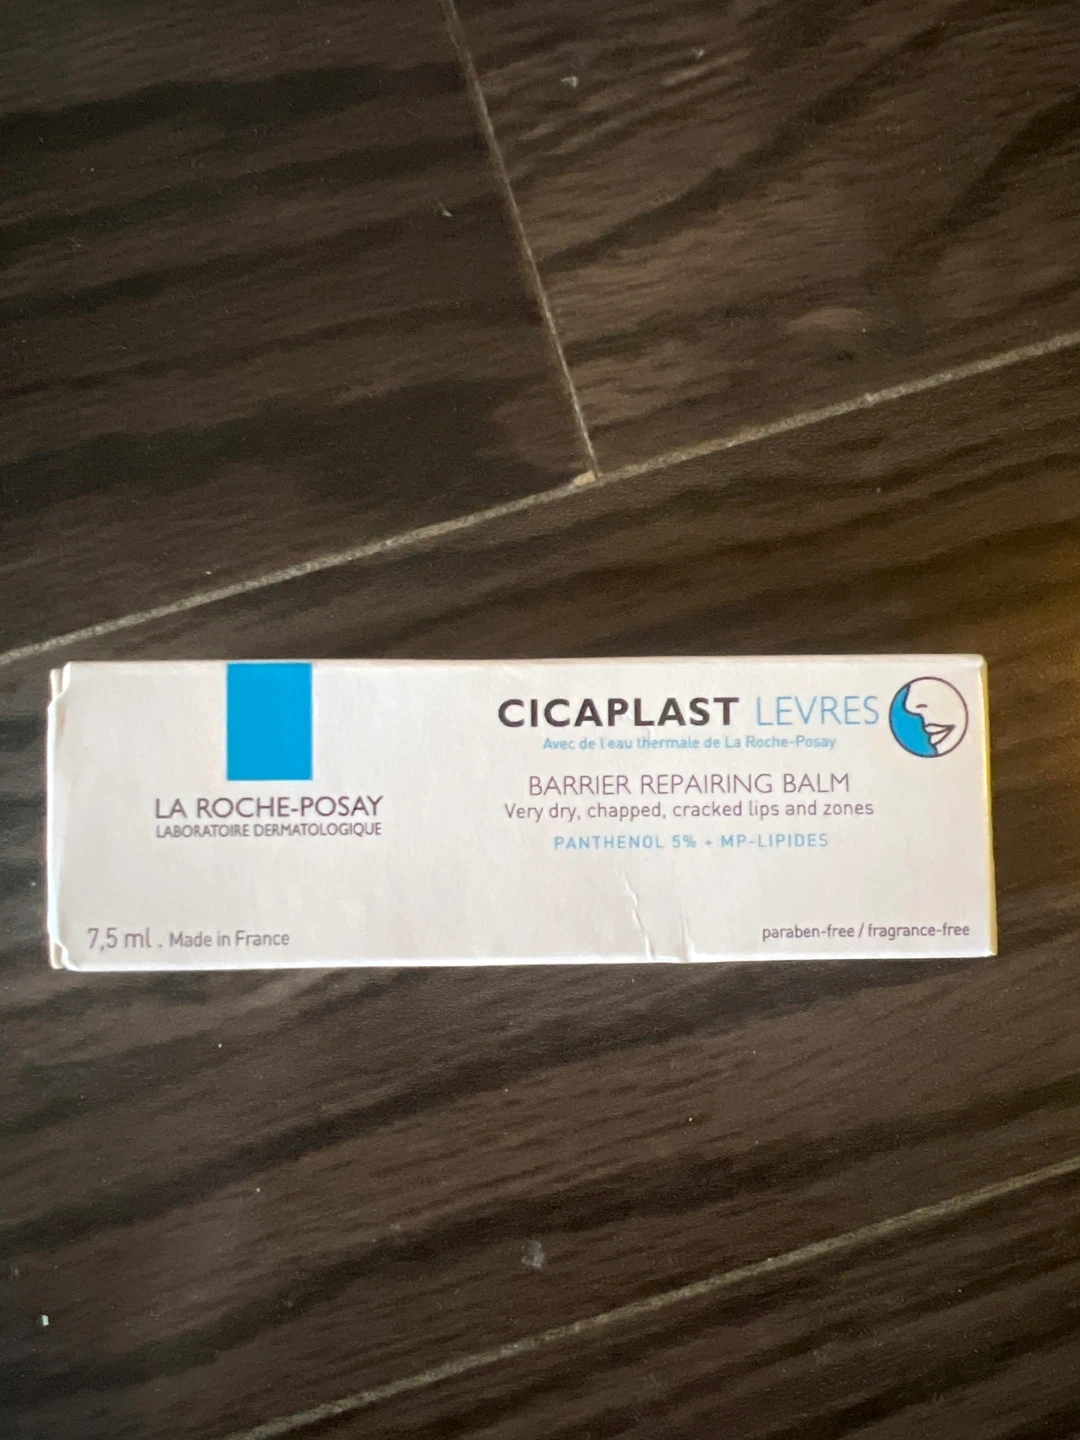 LA ROCHE-POSAY
LABORATOIRE DERMATOLOGIQUE
7,5 ml . Made in France
CICAPLAST LEVRES
Avec de l'eau thermale de La Roche-Posay
BARRIER REPAIRING BALM
Very dry, chapped, cracked lips and zones
PANTHENOL 5% + MP-LIPIDES
paraben-free / fragrance-free